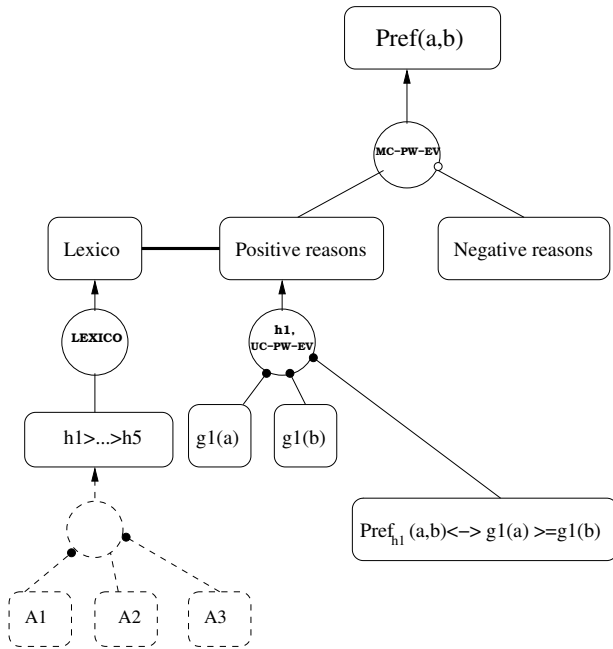 Pref(a,b)
MC-PW-EV
Lexico
Positive reasons
Negative reasons
LEXICO
h1,
UC-PW-EV
h1>...>h5
g1(a)
g1(b)
Pref_h1 (a,b)<-> g1(a) >=g1(b)
A1
A2
A3